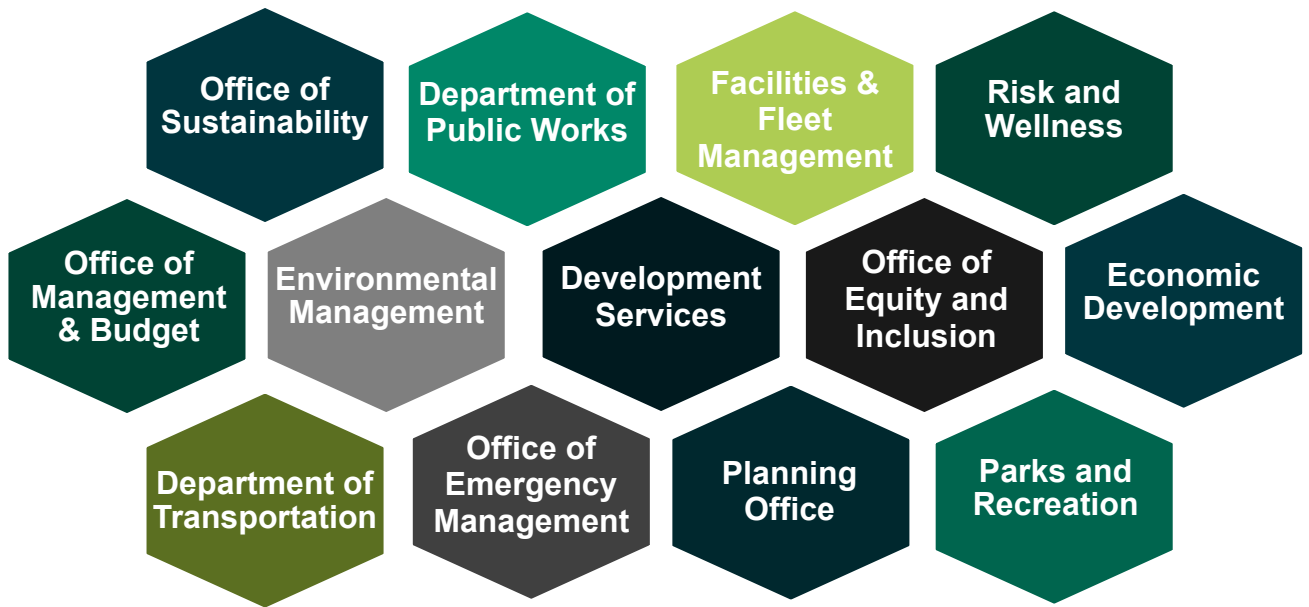 Office of
Sustainability
Department of
Public Works
Facilities &
Fleet
Management
Risk and
Wellness
Office of
Management
& Budget
Environmental
Management
Development
Services
Office of
Equity and
Inclusion
Economic
Development
Department of
Transportation
Office of
Emergency
Management
Planning
Office
Parks and
Recreation